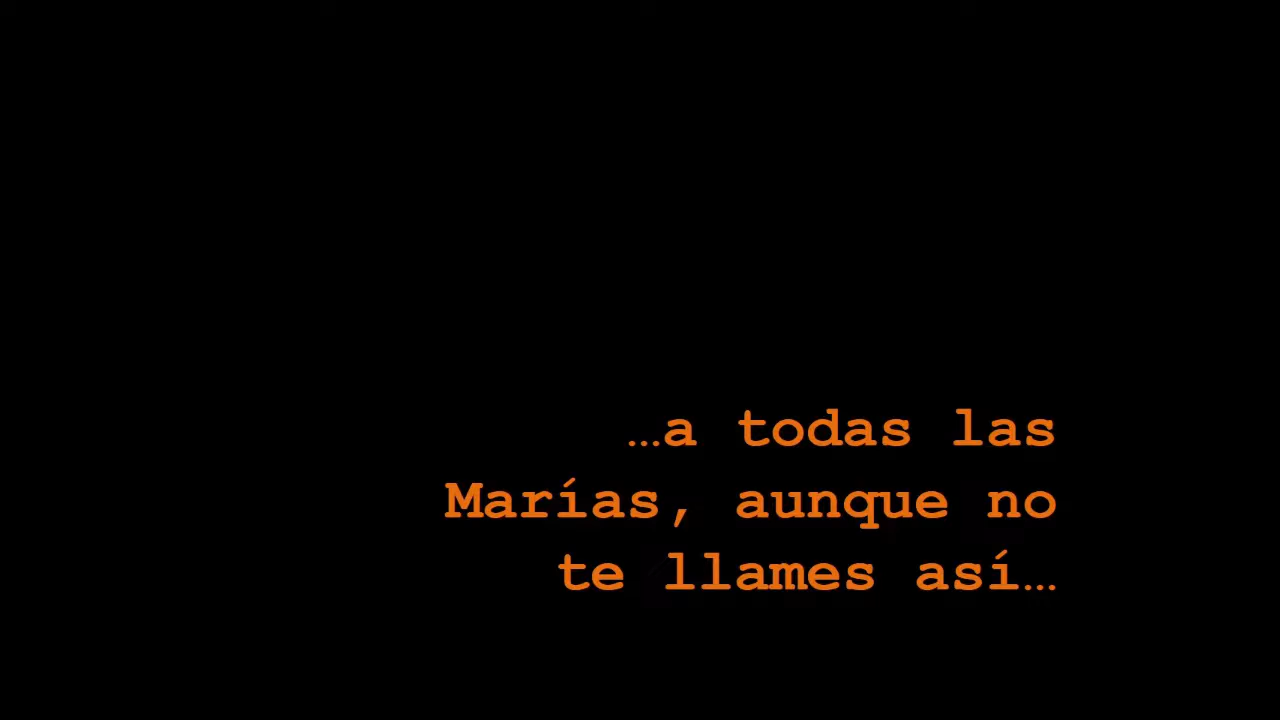 …a todas las
Marías, aunque no
te llames así…